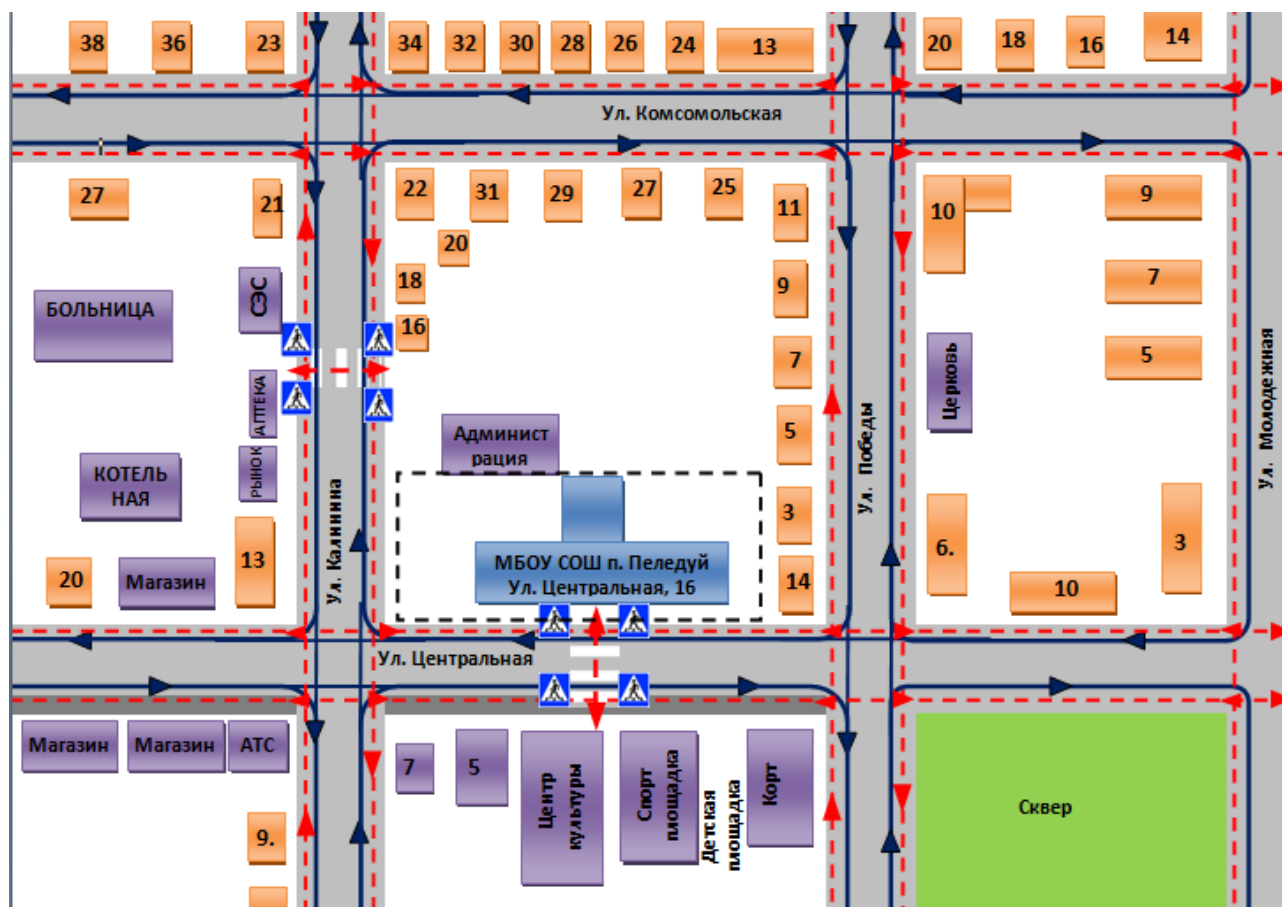 38
36
23
34
32
30
28
26
24
13
20
18
16
14
Ул. Комсомольская
27
21
22
31
29
27
25
11
10
9
20
18
16
9
7
7
5
5
СЭС
БОЛЬНИЦА
АПТЕКА
РЫНОК
КОТЕЛЬ
НАЯ
Ул. Калинина
Админист
рация
Ул. Победы
Церковь
Ул. Молодежная
3
6.
3
10
14
20
Магазин
13
МБОУ СОШ п. Пеледуй
Ул. Центральная, 16
Ул. Центральная
Магазин
Магазин
АТС
9.
7
5
Центр
культуры
Спорт
площадка
Детская
площадка
Корт
Сквер